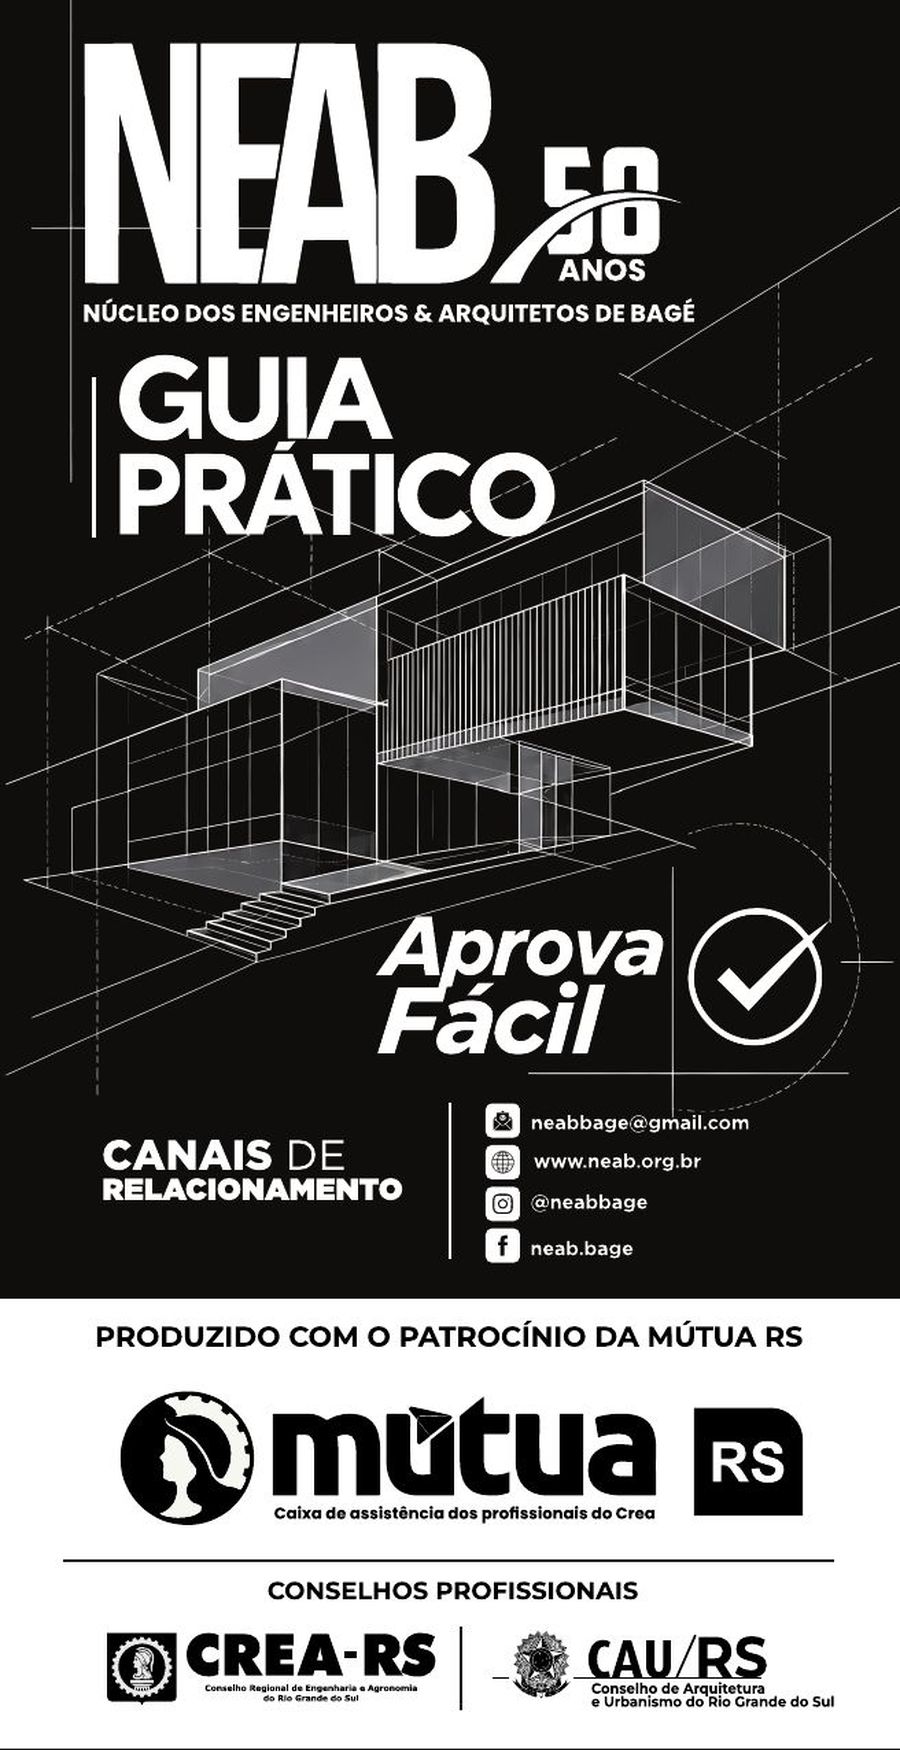 NEAB
50
ANOS
NÚCLEO DOS ENGENHEIROS & ARQUITETOS DE BAGÉ
GUIA
PRÁTICO
Aprova
Fácil
CANAIS DE
RELACIONAMENTO
neabbage@gmail.com
www.neab.org.br
@neabbage
neab.bage
PRODUZIDO COM O PATROCÍNIO DA MÚTUA RS
mútua
RS
Caixa de assistência dos profissionais do Crea
CONSELHOS PROFISSIONAIS
CREA-RS
Conselho Regional de Engenharia e Agronomia
do Rio Grande do Sul
CAU/RS
Conselho de Arquitetura
e Urbanismo do Rio Grande do Sul